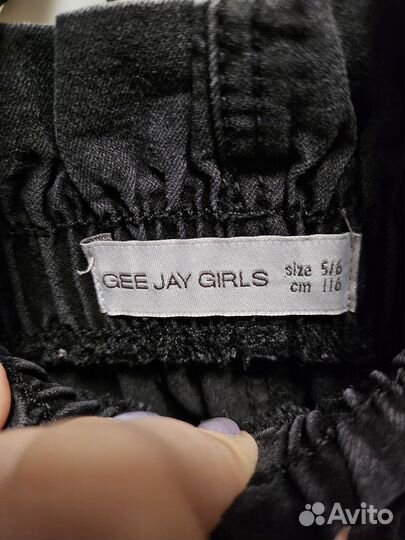 GEE JAY GIRLS size 5/6
cm 116
Avito